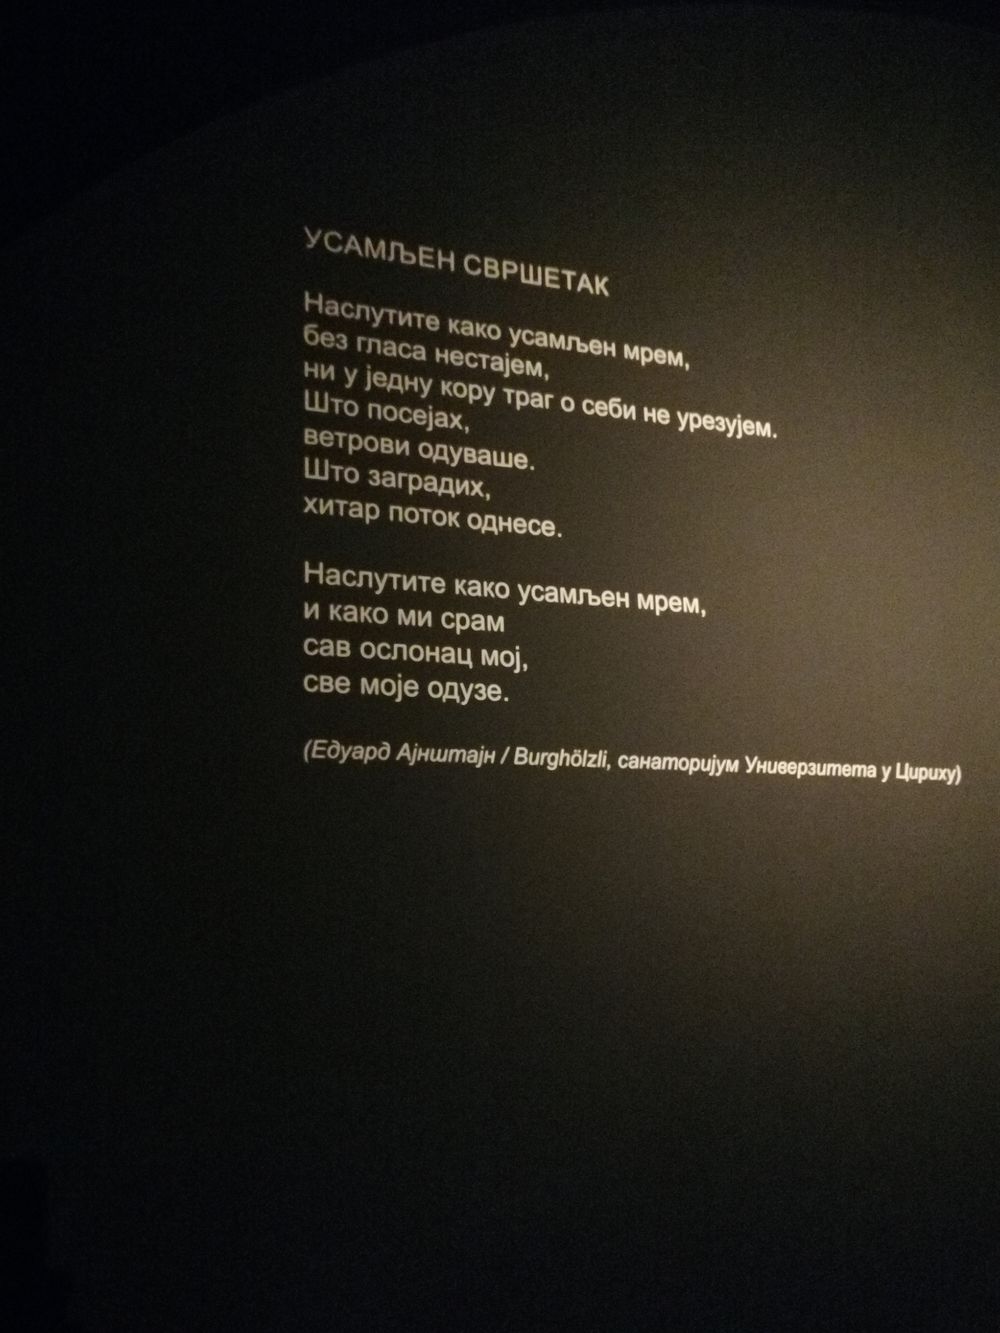 УСАМЉЕН СВРШЕТАК
Наслутите како усамљен мрем,
без гласа нестајем,
ни у једну кору траг о себи не урезујем.
Што посејах,
ветрови одуваше.
Што заградих,
хитар поток однесе.
Наслутите како усамљен мрем,
и како ми срам
сав ослонац мој,
све моје одузе.
(Едуард Ајнштајн / Burghölzli, санаторијум Универзитета у Цириху)